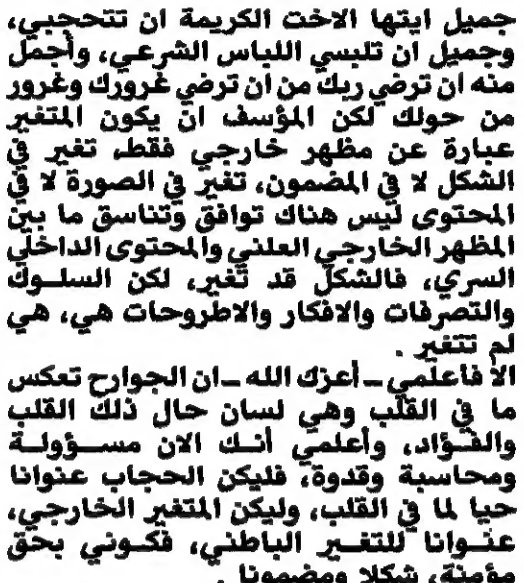 جميل ايتها الاخت الكريمة ان تتحجبي،
وجميل ان تلبسي اللباس الشرعي، وأجمل
منه ان ترضي ربك من ان ترضي غرورك وغرور
من حولك لكن المؤسف ان يكون المتغير
عبارة عن مظهر خارجي فقط، تغير في
الشكل لا في المضمون، تغير في الصورة لا في
المحتوى ليس هناك توافق وتناسق ما بين
المظهر الخارجي العلني والمحتوى الداخلي
السري، فالشكل قد تغير، لكن السلوك
والتصرفات والافكار والاطروحات هي، هي
لم تتغير .
الا فأعلمي ـ أعزك الله ـ ان الجوارح تعكس
ما في القلب وهي لسان حال ذلك القلب
والفؤاد، وأعلمي أنك الان مسؤولة
ومحاسبة وقدوة، فليكن الحجاب عنوانا
حيا لما في القلب، وليكن المتغير الخارجي،
عنوانا للتغير الباطني، فكوني بحق
مؤمنة، شكلا ومضمونا .